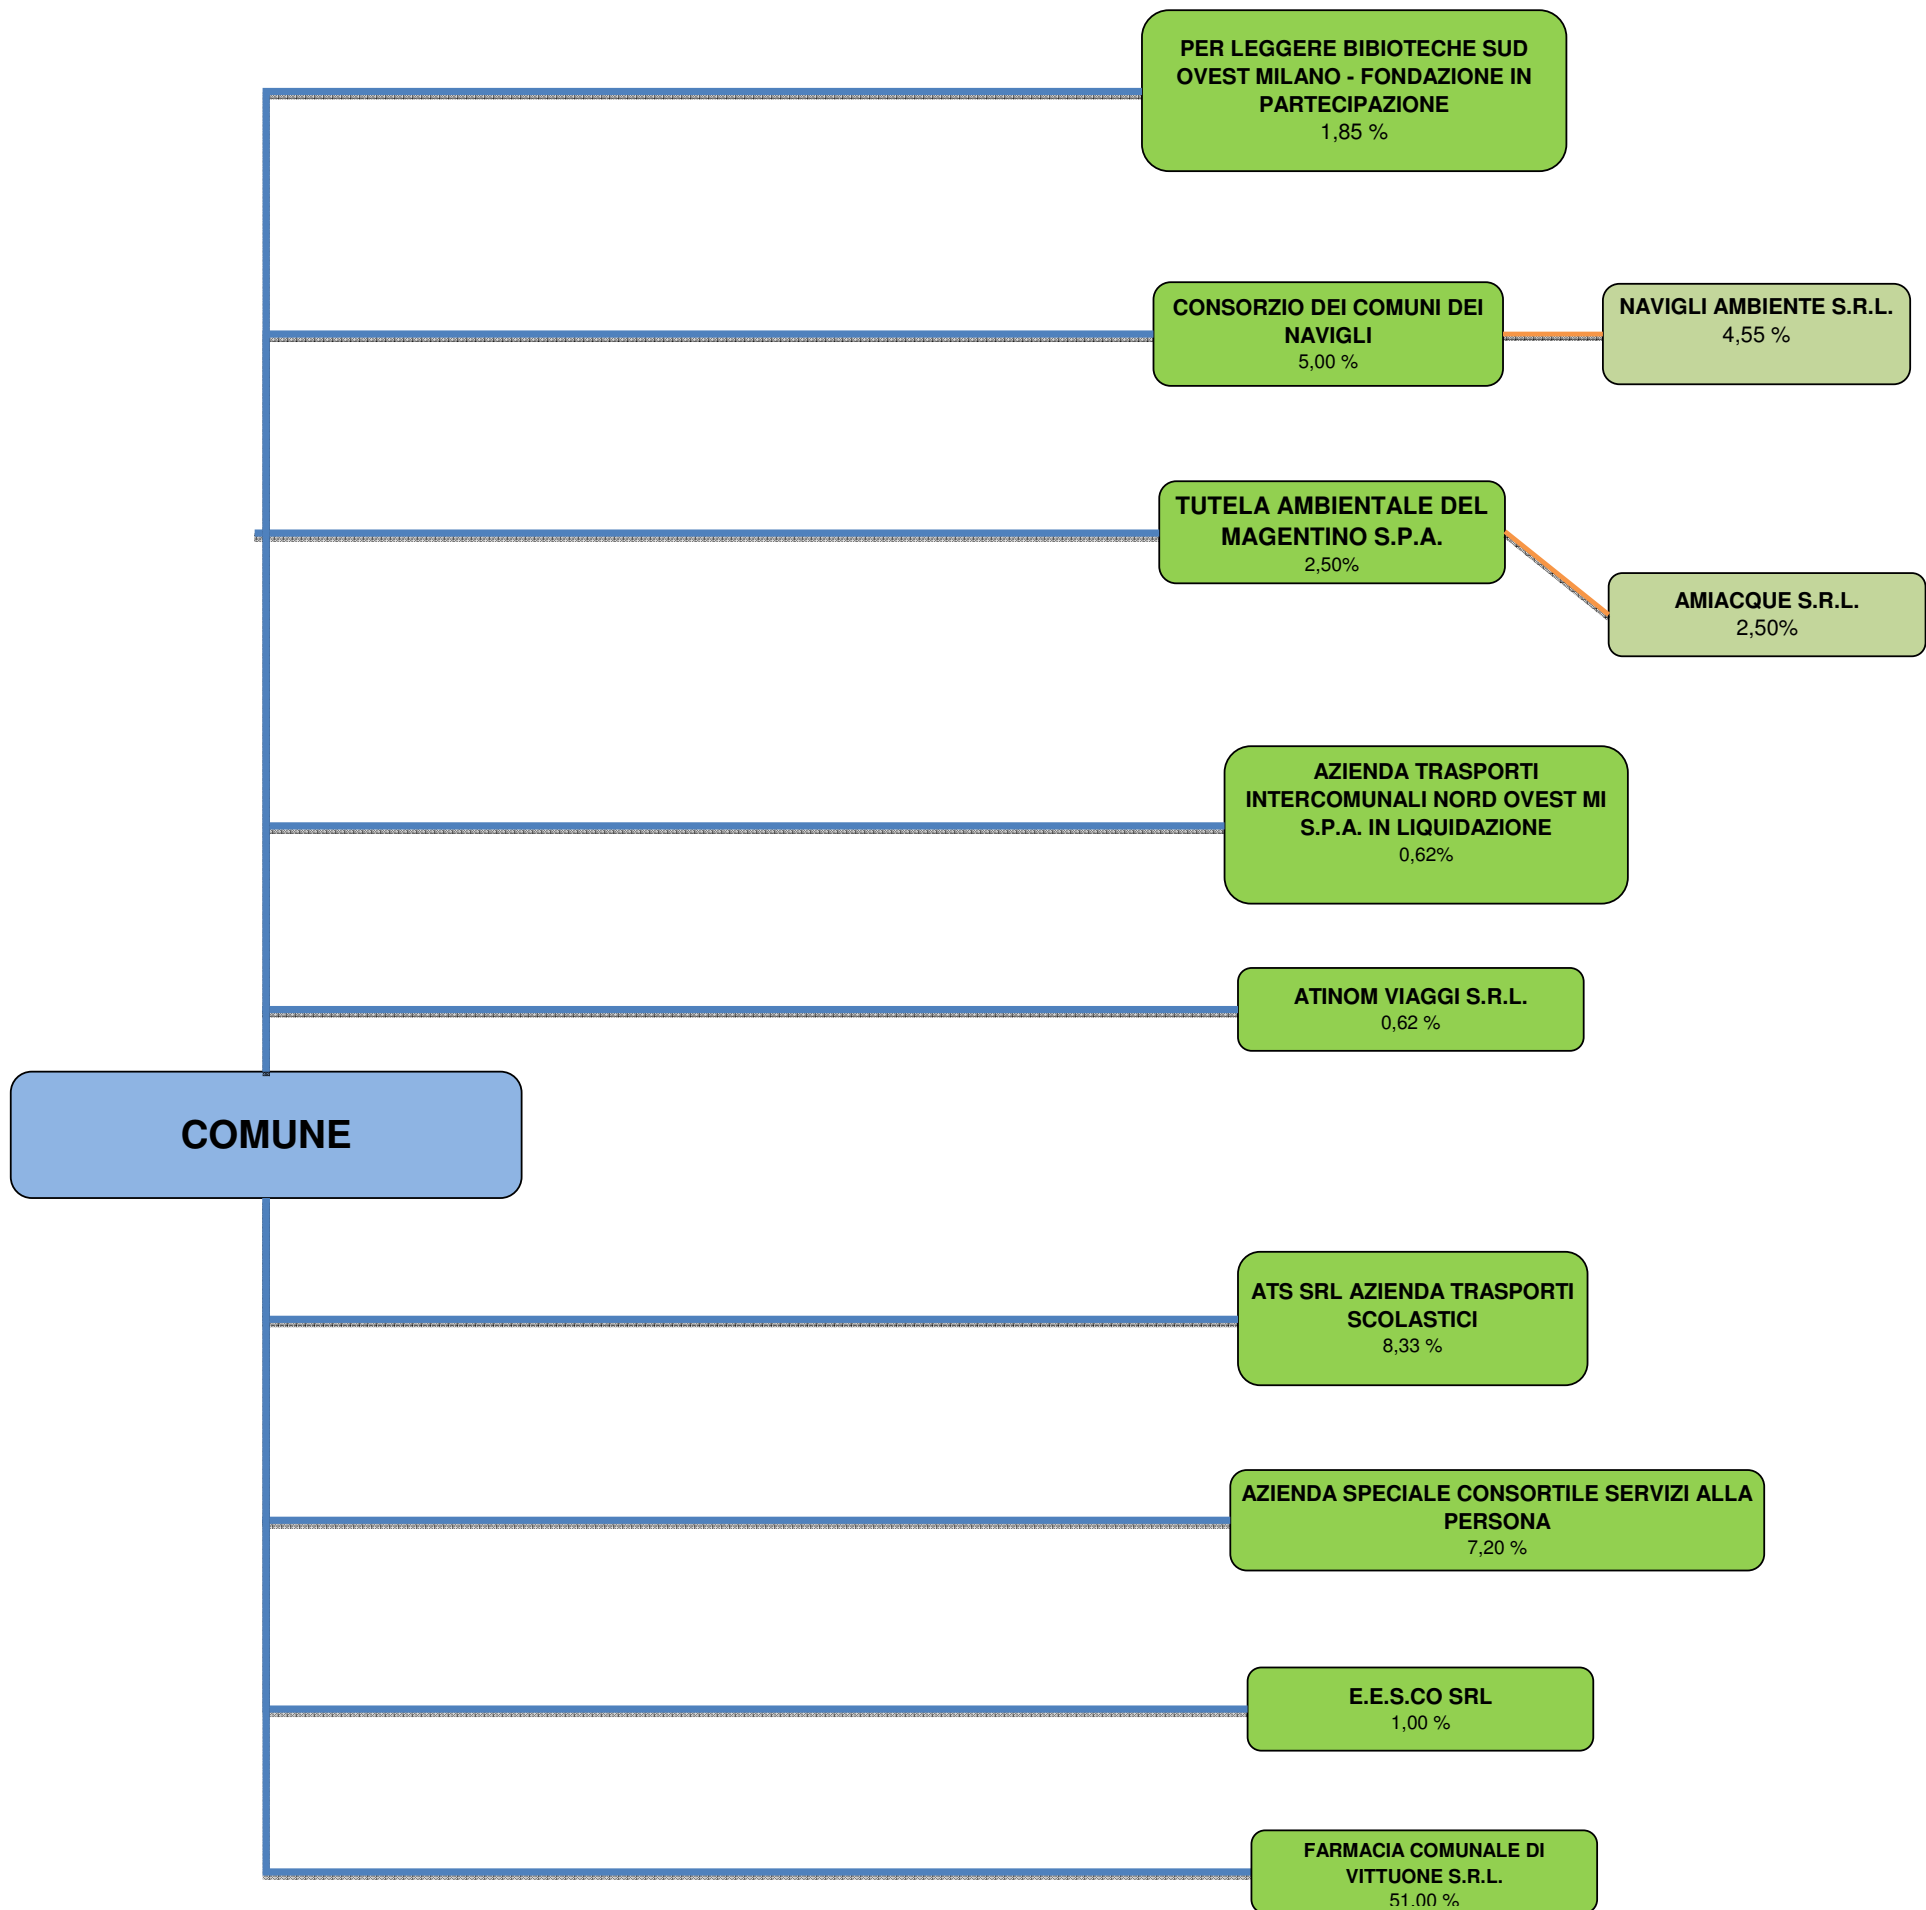 PER LEGGERE BIBIOTECHE SUD
OVEST MILANO - FONDAZIONE IN
PARTECIPAZIONE
1,85 %
CONSORZIO DEI COMUNI DEI
NAVIGLI
5,00 %
NAVIGLI AMBIENTE S.R.L.
4,55 %
TUTELA AMBIENTALE DEL
MAGENTINO S.P.A.
2,50%
AMIACQUE S.R.L.
2,50%
AZIENDA TRASPORTI
INTERCOMUNALI NORD OVEST MI
S.P.A. IN LIQUIDAZIONE
0,62%
ATINOM VIAGGI S.R.L.
0,62 %
COMUNE
ATS SRL AZIENDA TRASPORTI
SCOLASTICI
8,33 %
AZIENDA SPECIALE CONSORTILE SERVIZI ALLA
PERSONA
7,20 %
E.E.S.CO SRL
1,00 %
FARMACIA COMUNALE DI
VITTUONE S.R.L.
51,00 %